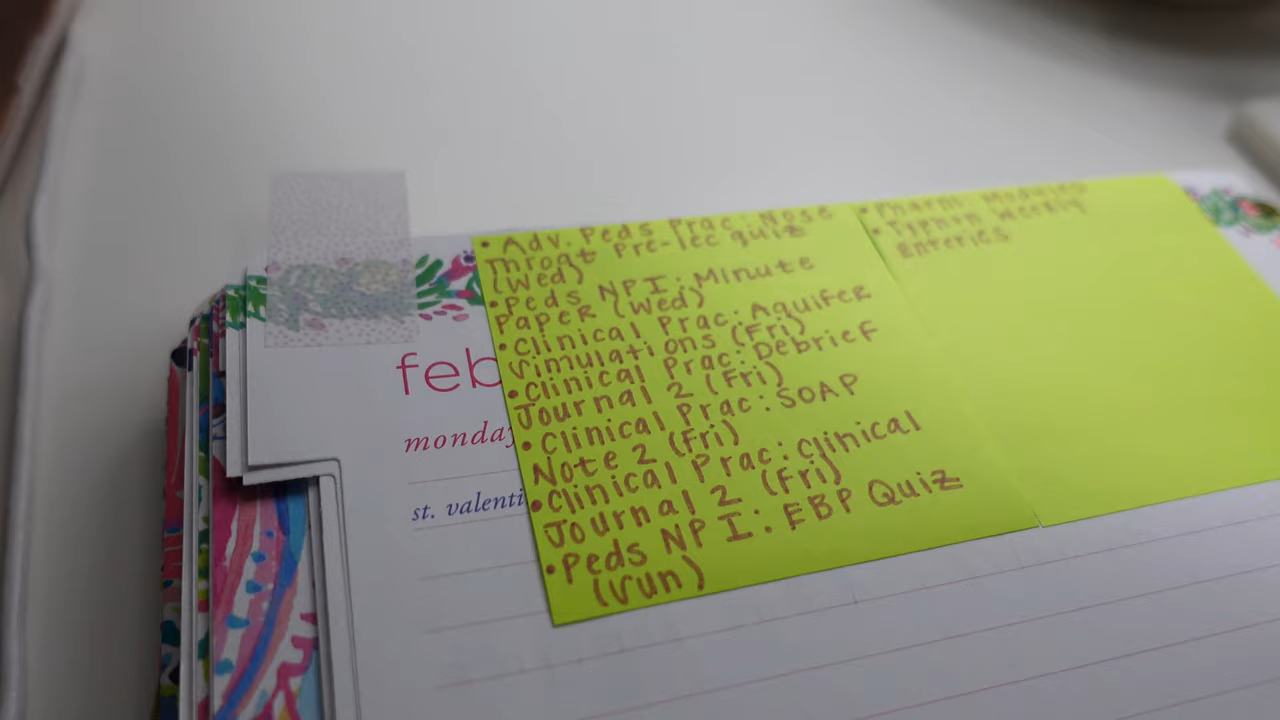 feb
monday
st. valenti
• Adv. Peds Prac: Nose
Throat Pre-lec quiz
(Wed)
• Peds NPI: Minute
Paper (Wed)
• Clinical Prac: Aquifer
Simulations (Fri)
• Clinical Prac: Debrief
Journal 2 (Fri)
• Clinical Prac: SOAP
Note 2 (Fri)
• Clinical Prac: Clinical
Journal 2 (Fri)
• Peds NP I: EBP Quiz
(Sun)
• Pharm Modules
• Typhon Weekly
Enteries